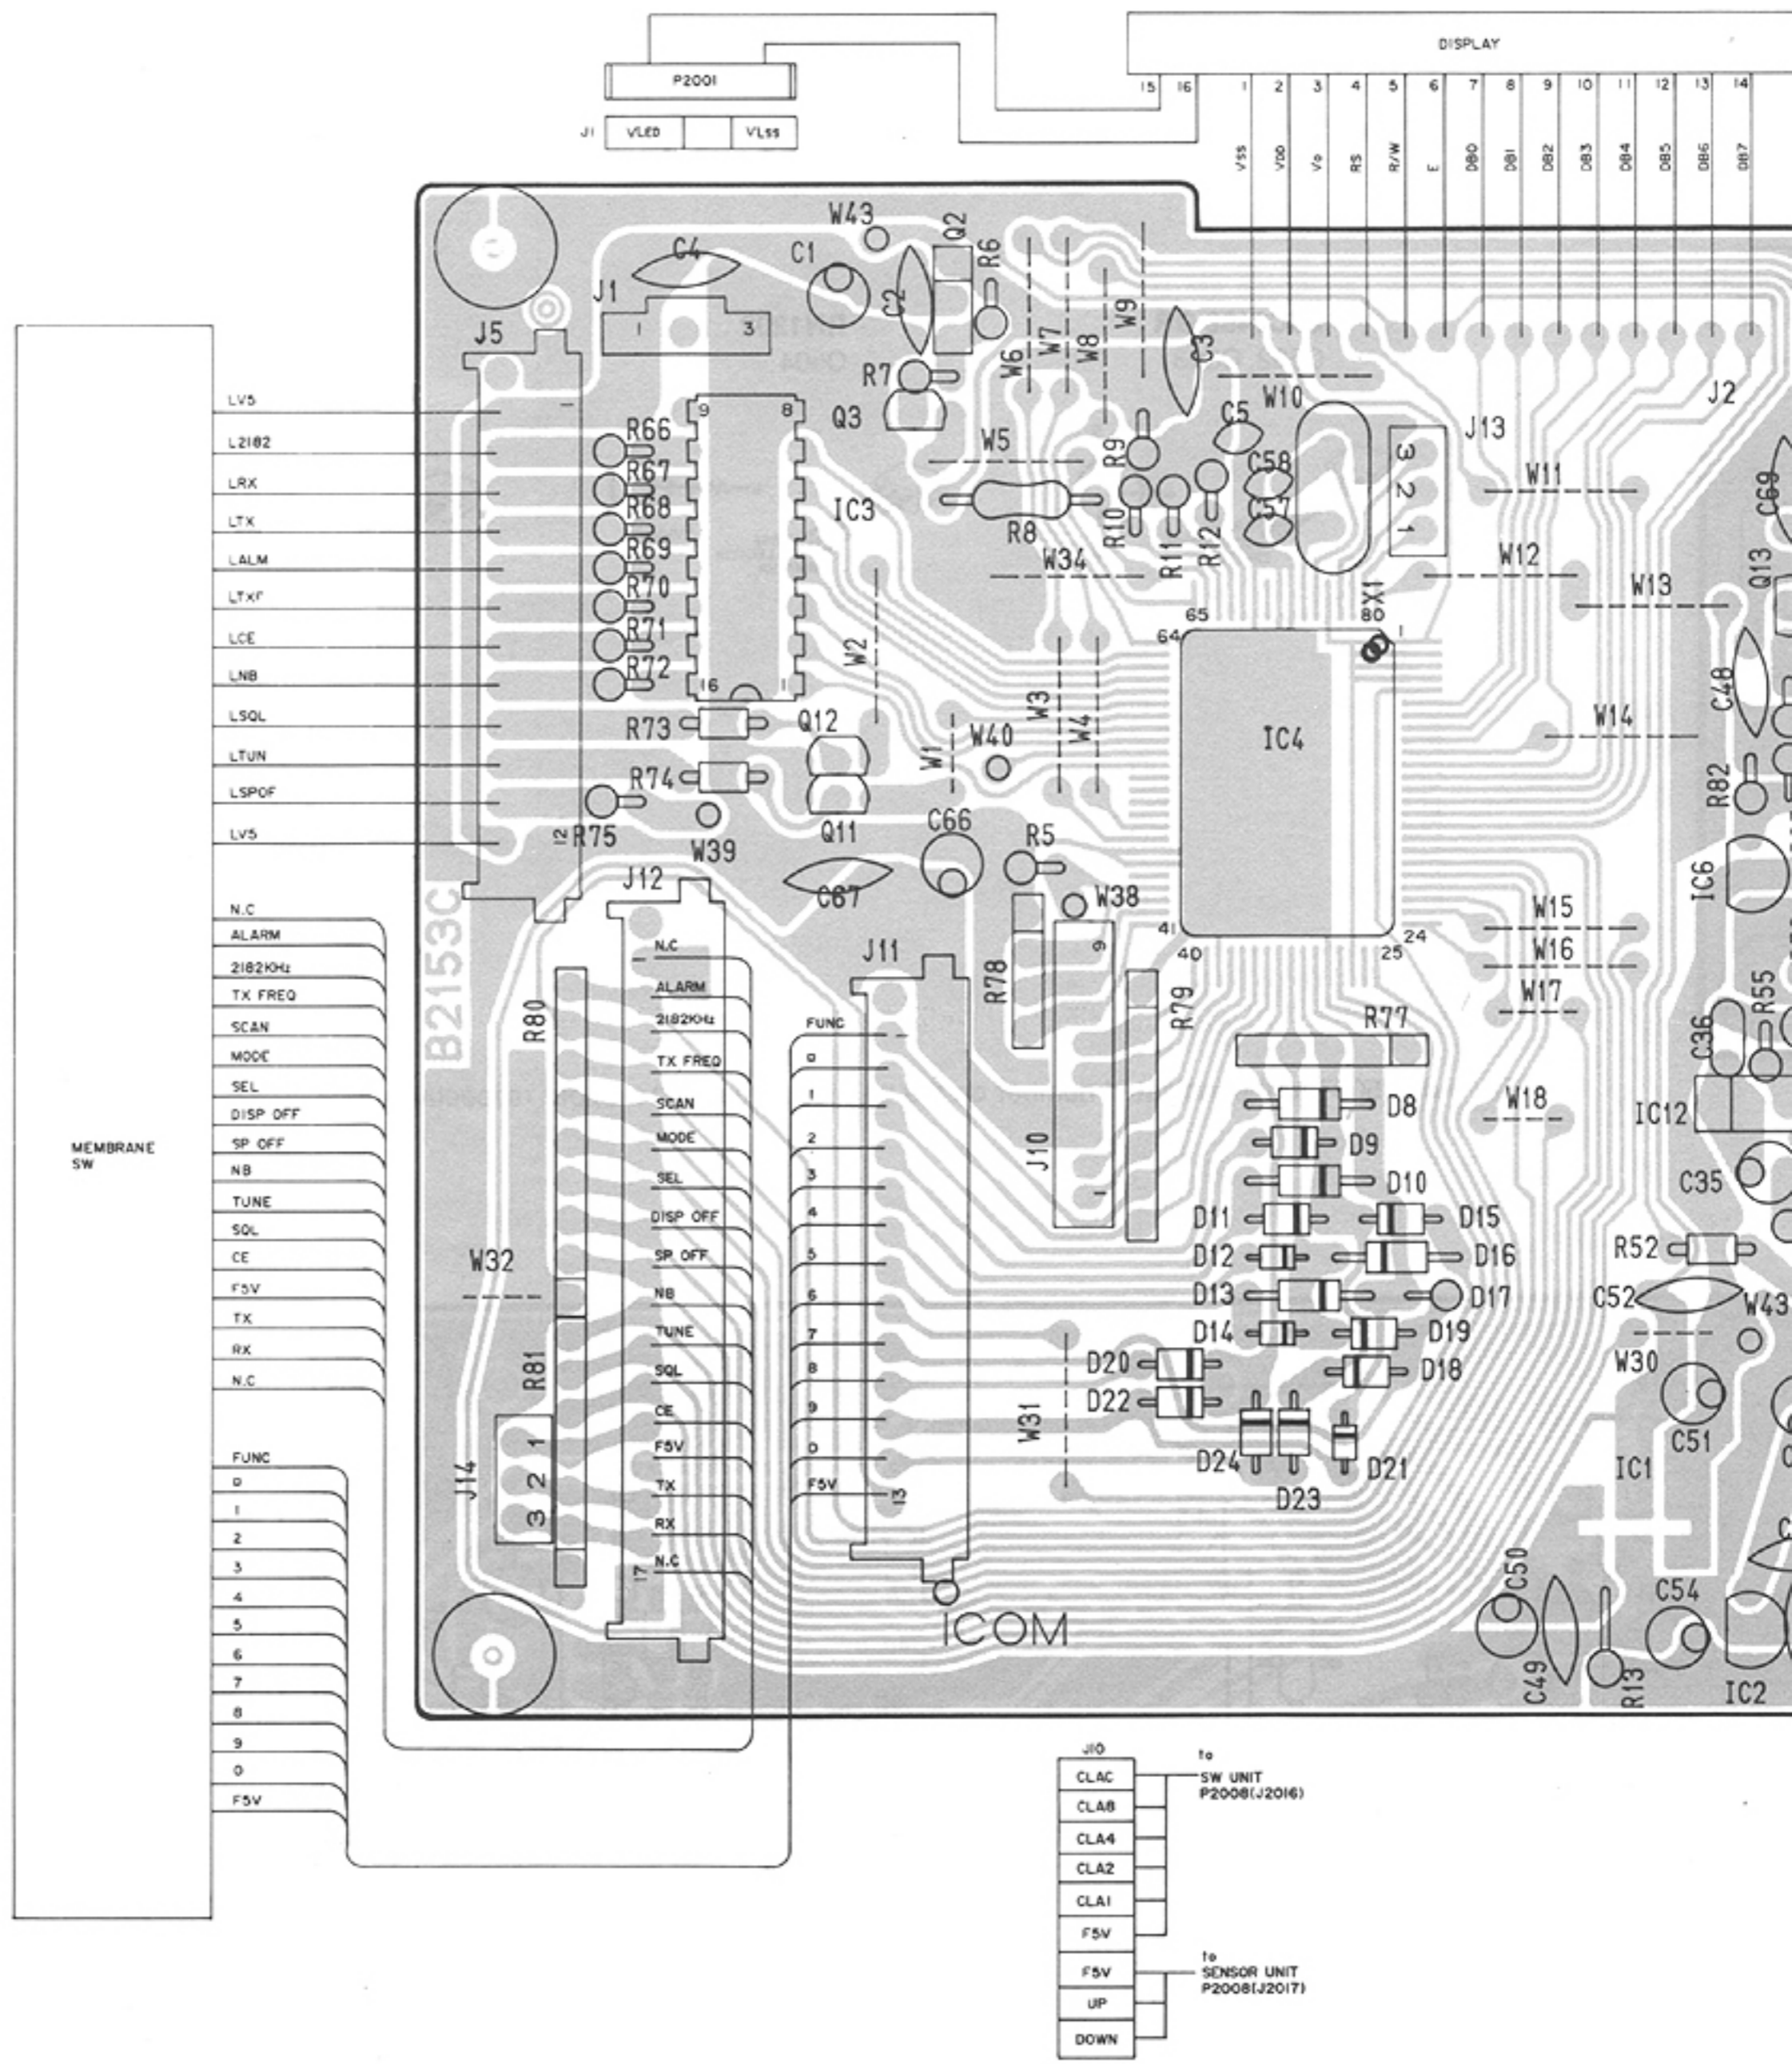 DISPLAY
P2001
J1 VLED VLSS
15 16 1 2 3 4 5 6 7 8 9 10 11 12 13 14
VSS VDD Vo RS R/W E DB0 DB1 DB2 DB3 DB4 DB5 DB6 DB7
MEMBRANE
SW
LV5
L2182
LRX
LTX
LALM
LTXF
LCE
LNB
LSQL
LTUN
LSPOF
LV5
N.C
ALARM
2182KHz
TX FREQ
SCAN
MODE
SEL
DISP OFF
SP OFF
NB
TUNE
SQL
CE
F5V
TX
RX
N.C
FUNC
1
2
3
4
5
6
7
8
9
0
F5V
W43
C4
C1
Q2
R6
C2
J1
1 3
J5
1
12
R7
Q3
W6
W7
W8
W9
C3
W10
J2
R66
R67
R68
R69
R70
R71
R72
9 8
16 1
IC3
W5
R8
R9
R10
R11
R12
C5
C58
C57
J13
3
2
1
X1
W11
W12
W13
W14
C69
Q13
C48
R82
IC6
W34
W2
W3
W4
W1
W40
65 80
64 1
IC4
41 24
40 25
R73
R74
R75
Q12
Q11
W39
C66
C67
R5
W38
W15
W16
W17
W18
B2153C
J12
1
N.C
ALARM
2182KHz
TX FREQ
SCAN
MODE
SEL
DISP OFF
SP OFF
NB
TUNE
SQL
CE
F5V
TX
RX
N.C
17
R80
R81
W32
J14
1
2
3
J11
FUNC
1
1
2
3
4
5
6
7
8
9
0
F5V
13
R78
R79
J10
9
1
R77
D8
D9
D10
D11
D15
D12
D16
D13
D17
D14
D19
D20
D18
D22
D24
D23
D21
W31
C36
R55
IC12
C35
R52
C52
W43
W30
C51
IC1
C50
C49
R13
C54
IC2
ICOM
J10
CLAC
CLA8
CLA4
CLA2
CLA1
F5V
F5V
UP
DOWN
to
SW UNIT
P2008(J2016)
to
SENSOR UNIT
P2008(J2017)